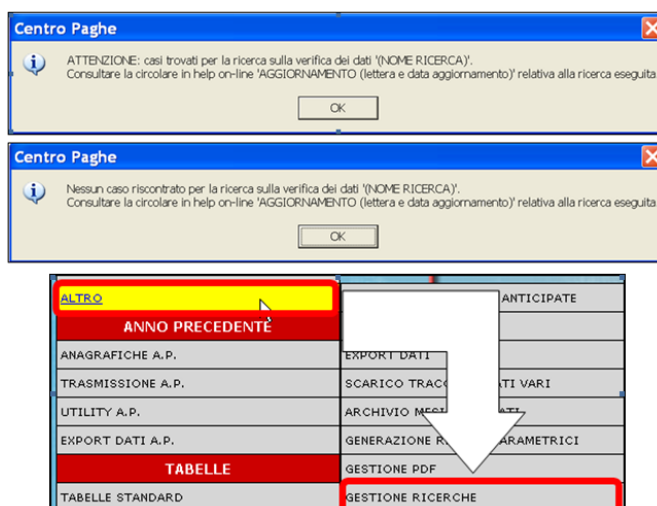 Centro Paghe
ATTENZIONE: casi trovati per la ricerca sulla verifica dei dati '(NOME RICERCA)'.
Consultare la circolare in help on-line 'AGGIORNAMENTO (lettera e data aggiornamento)' relativa alla ricerca eseguita
OK
Centro Paghe
Nessun caso riscontrato per la ricerca sulla verifica dei dati '(NOME RICERCA)'.
Consultare la circolare in help on-line 'AGGIORNAMENTO (lettera e data aggiornamento)' relativa alla ricerca eseguita
OK
ALTRO
ANTICIPATE
ANNO PRECEDENTE
ANAGRAFICHE A.P.
EXPORT DATI
TRASMISSIONE A.P.
SCARICO VARI
UTILITY A.P.
ARCHIVIO
EXPORT DATI A.P.
GENERAZIONE
TABELLE
GESTIONE PDF
TABELLE STANDARD
GESTIONE RICERCHE